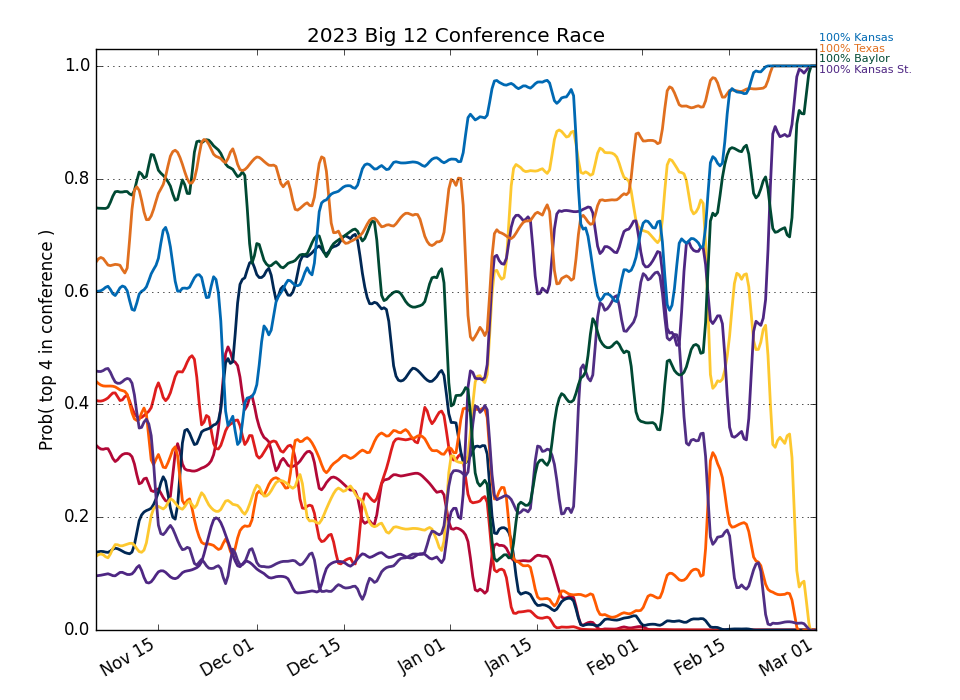 2023 Big 12 Conference Race
100% Kansas
100% Texas
100% Baylor
100% Kansas St.
Prob( top 4 in conference )
1.0
0.8
0.6
0.4
0.2
0.0
Nov 15
Dec 01
Dec 15
Jan 01
Jan 15
Feb 01
Feb 15
Mar 01